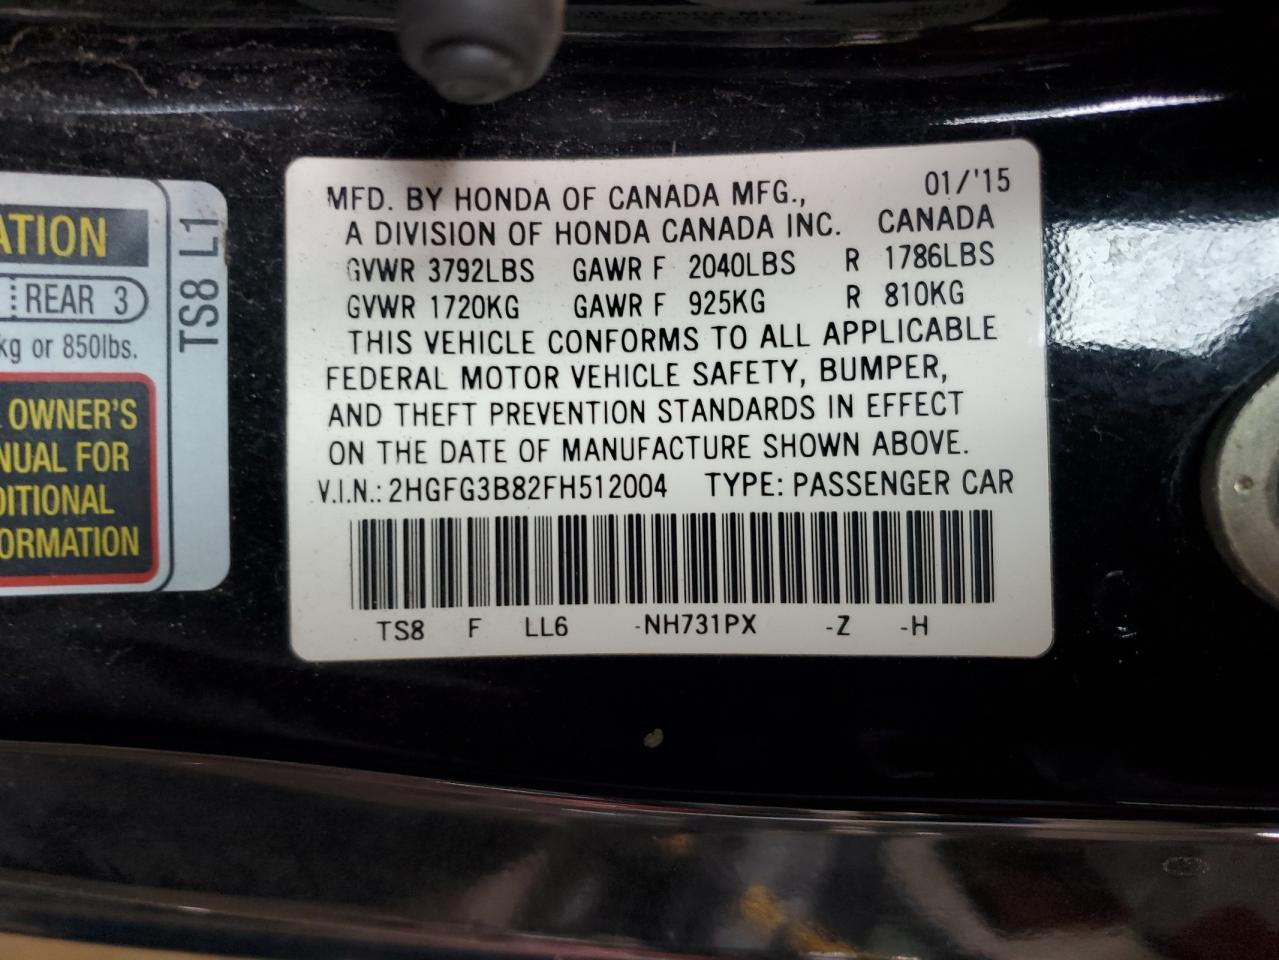 ATION
REAR 3
kg or 850lbs.
OWNER'S
NUAL FOR
DITIONAL
ORMATION
TS8 L1
MFD. BY HONDA OF CANADA MFG., 01/'15
A DIVISION OF HONDA CANADA INC. CANADA
GVWR 3792LBS GAWR F 2040LBS R 1786LBS
GVWR 1720KG GAWR F 925KG R 810KG
THIS VEHICLE CONFORMS TO ALL APPLICABLE
FEDERAL MOTOR VEHICLE SAFETY, BUMPER,
AND THEFT PREVENTION STANDARDS IN EFFECT
ON THE DATE OF MANUFACTURE SHOWN ABOVE.
V.I.N.: 2HGFG3B82FH512004 TYPE: PASSENGER CAR
TS8 F LL6 -NH731PX -Z -H